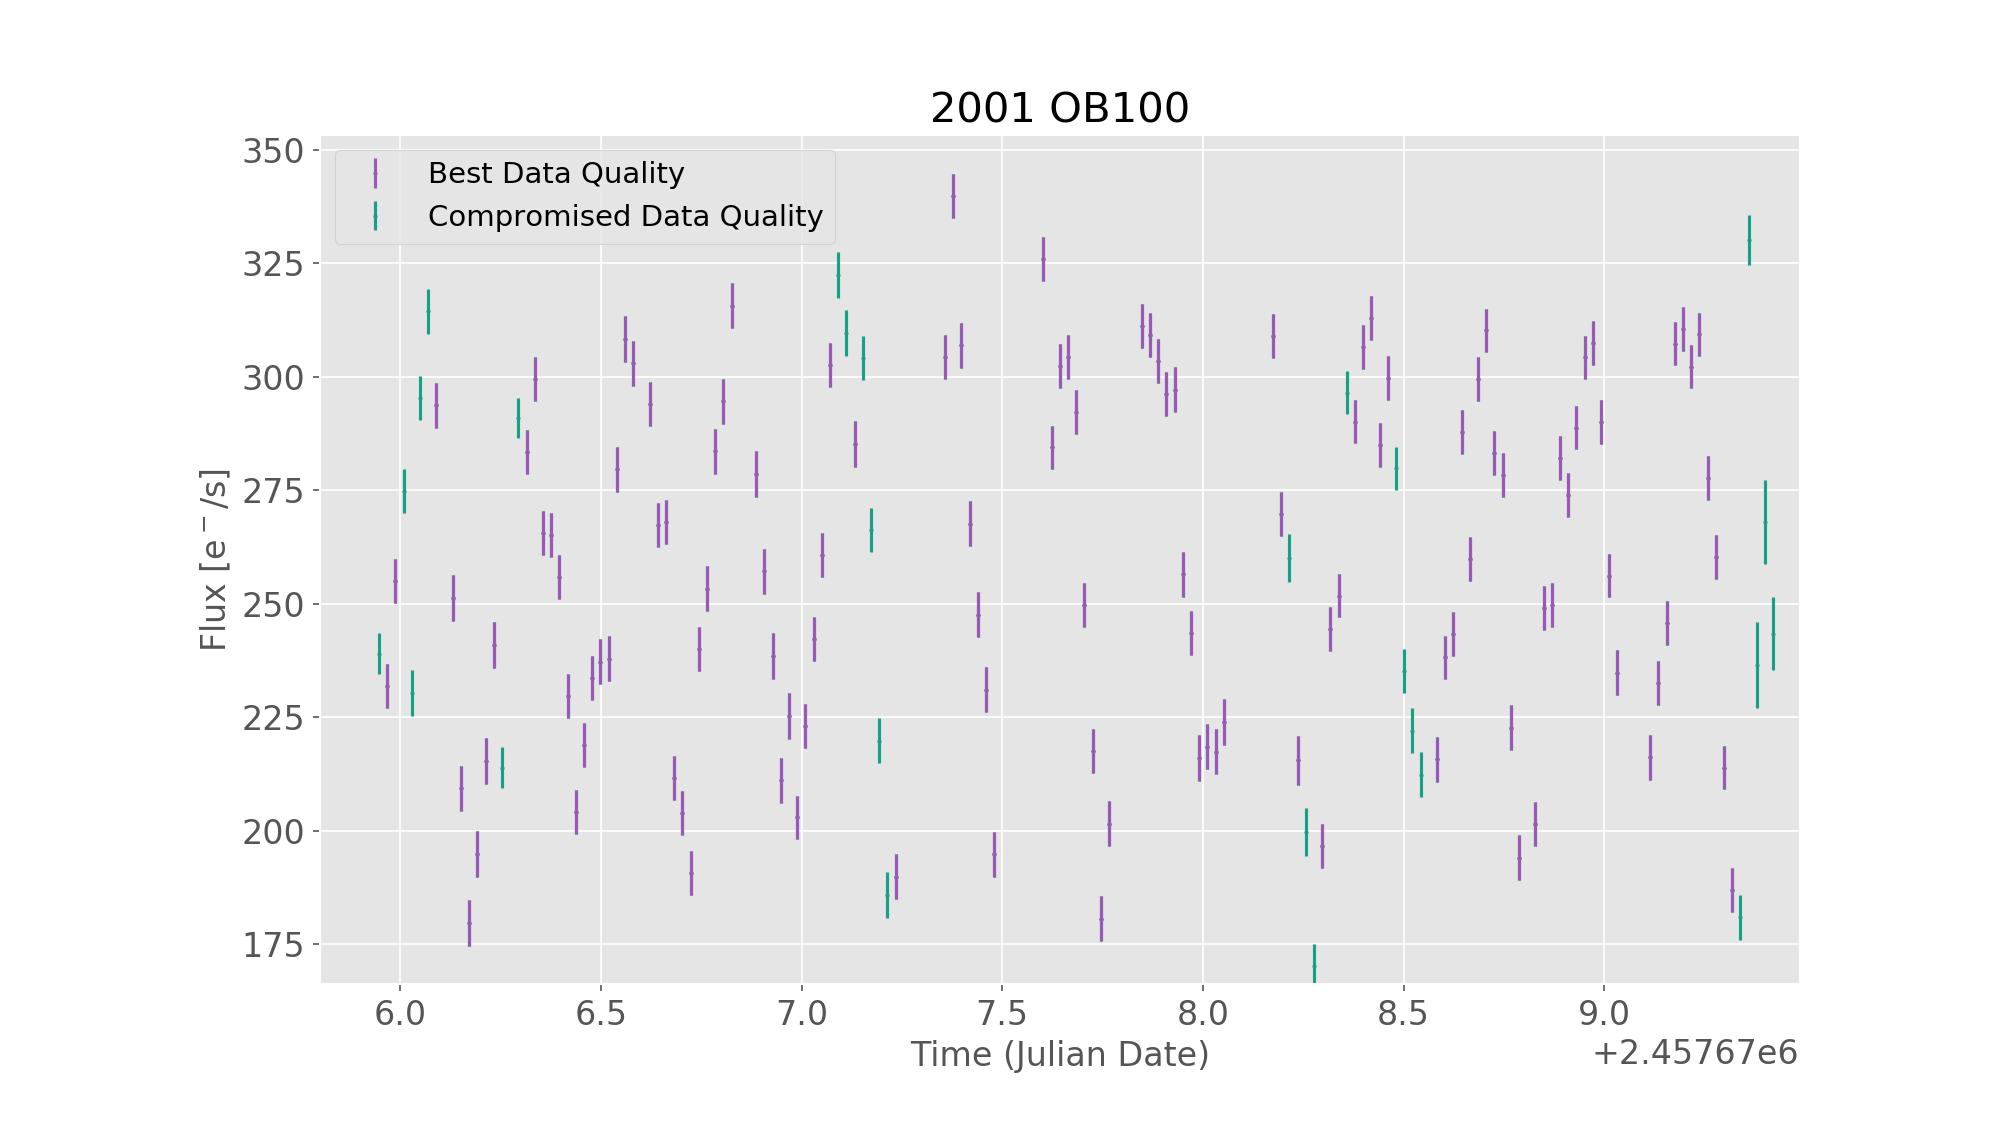 2001 OB100
Best Data Quality
Compromised Data Quality
350
325
300
275
250
225
200
175
Flux [e⁻/s]
6.0 6.5 7.0 7.5 8.0 8.5 9.0
Time (Julian Date)
+2.45767e6